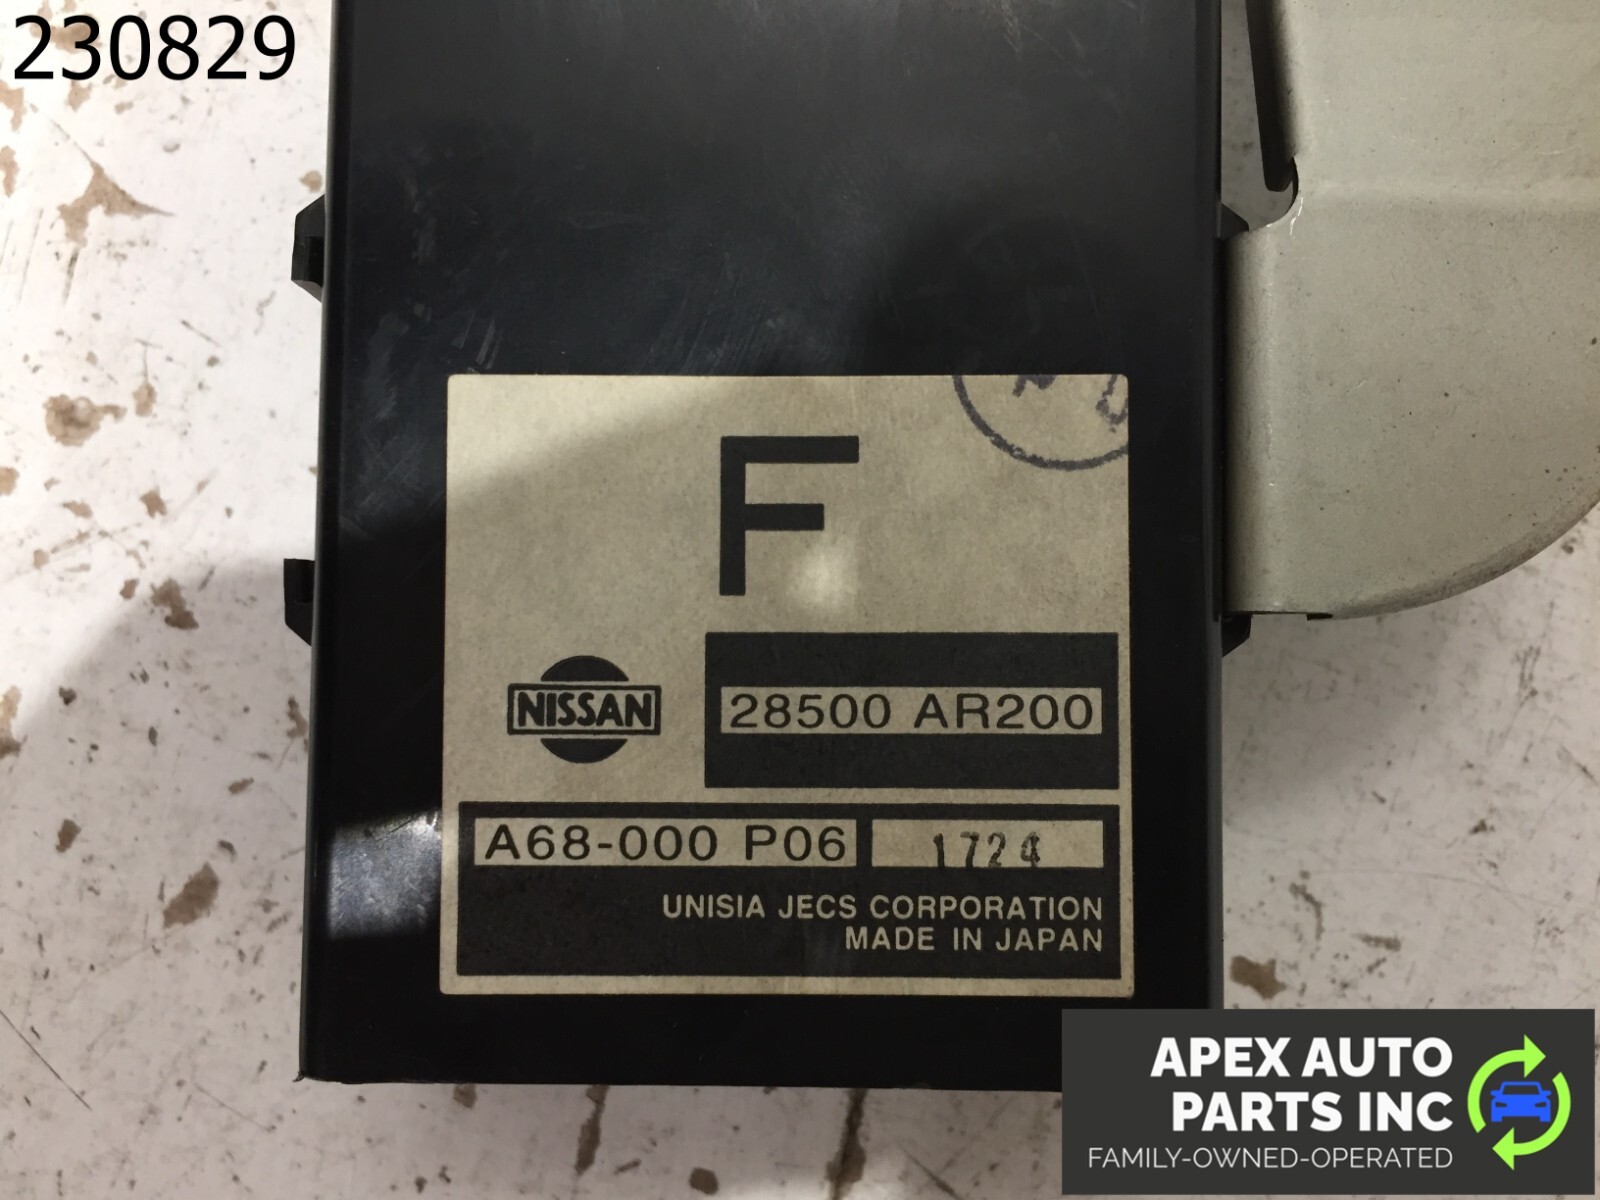 230829
F
NISSAN
28500 AR200
A68-000 P06
1724
UNISIA JECS CORPORATION
MADE IN JAPAN
APEX AUTO
PARTS INC
FAMILY-OWNED-OPERATED